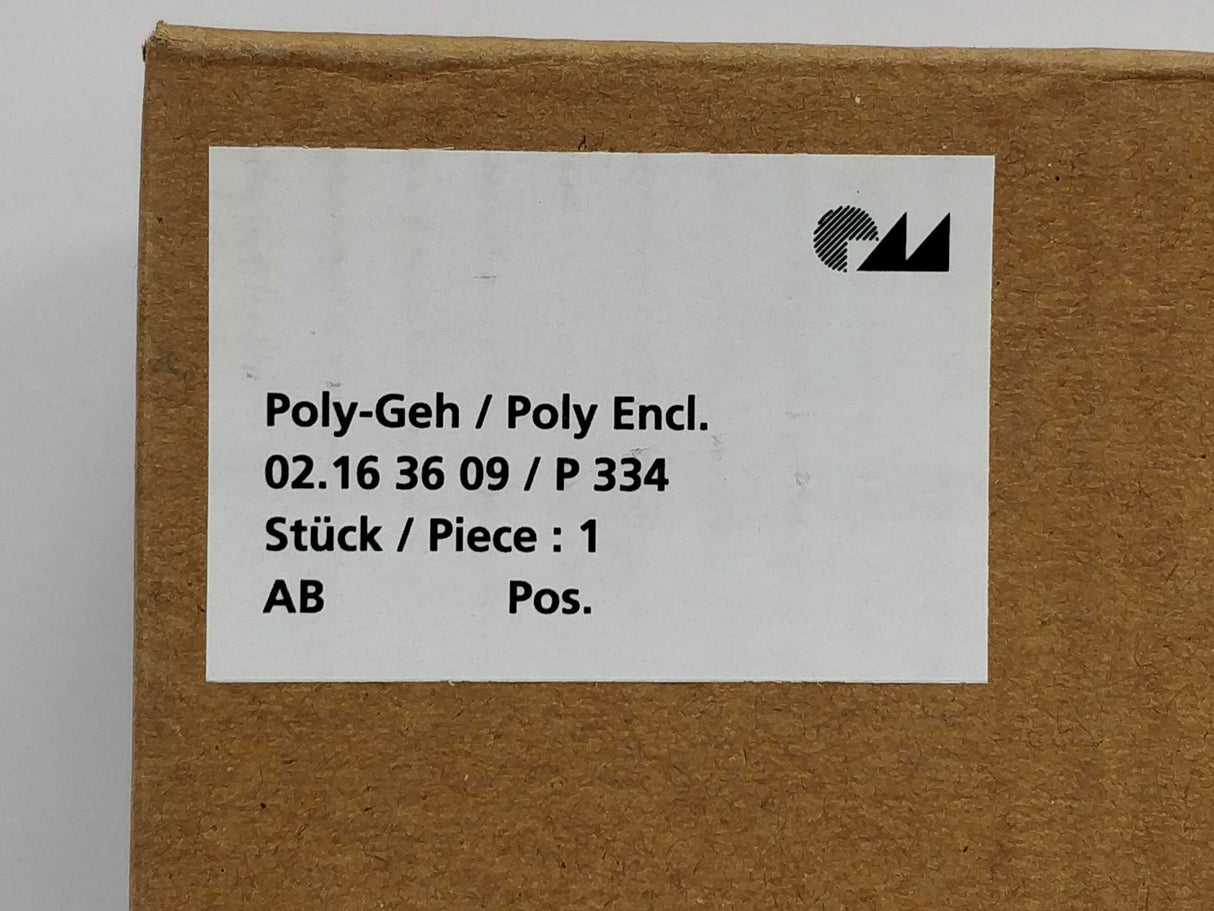 Poly-Geh / Poly Encl.
02.16 36 09 / P 334
Stück / Piece : 1
AB Pos.